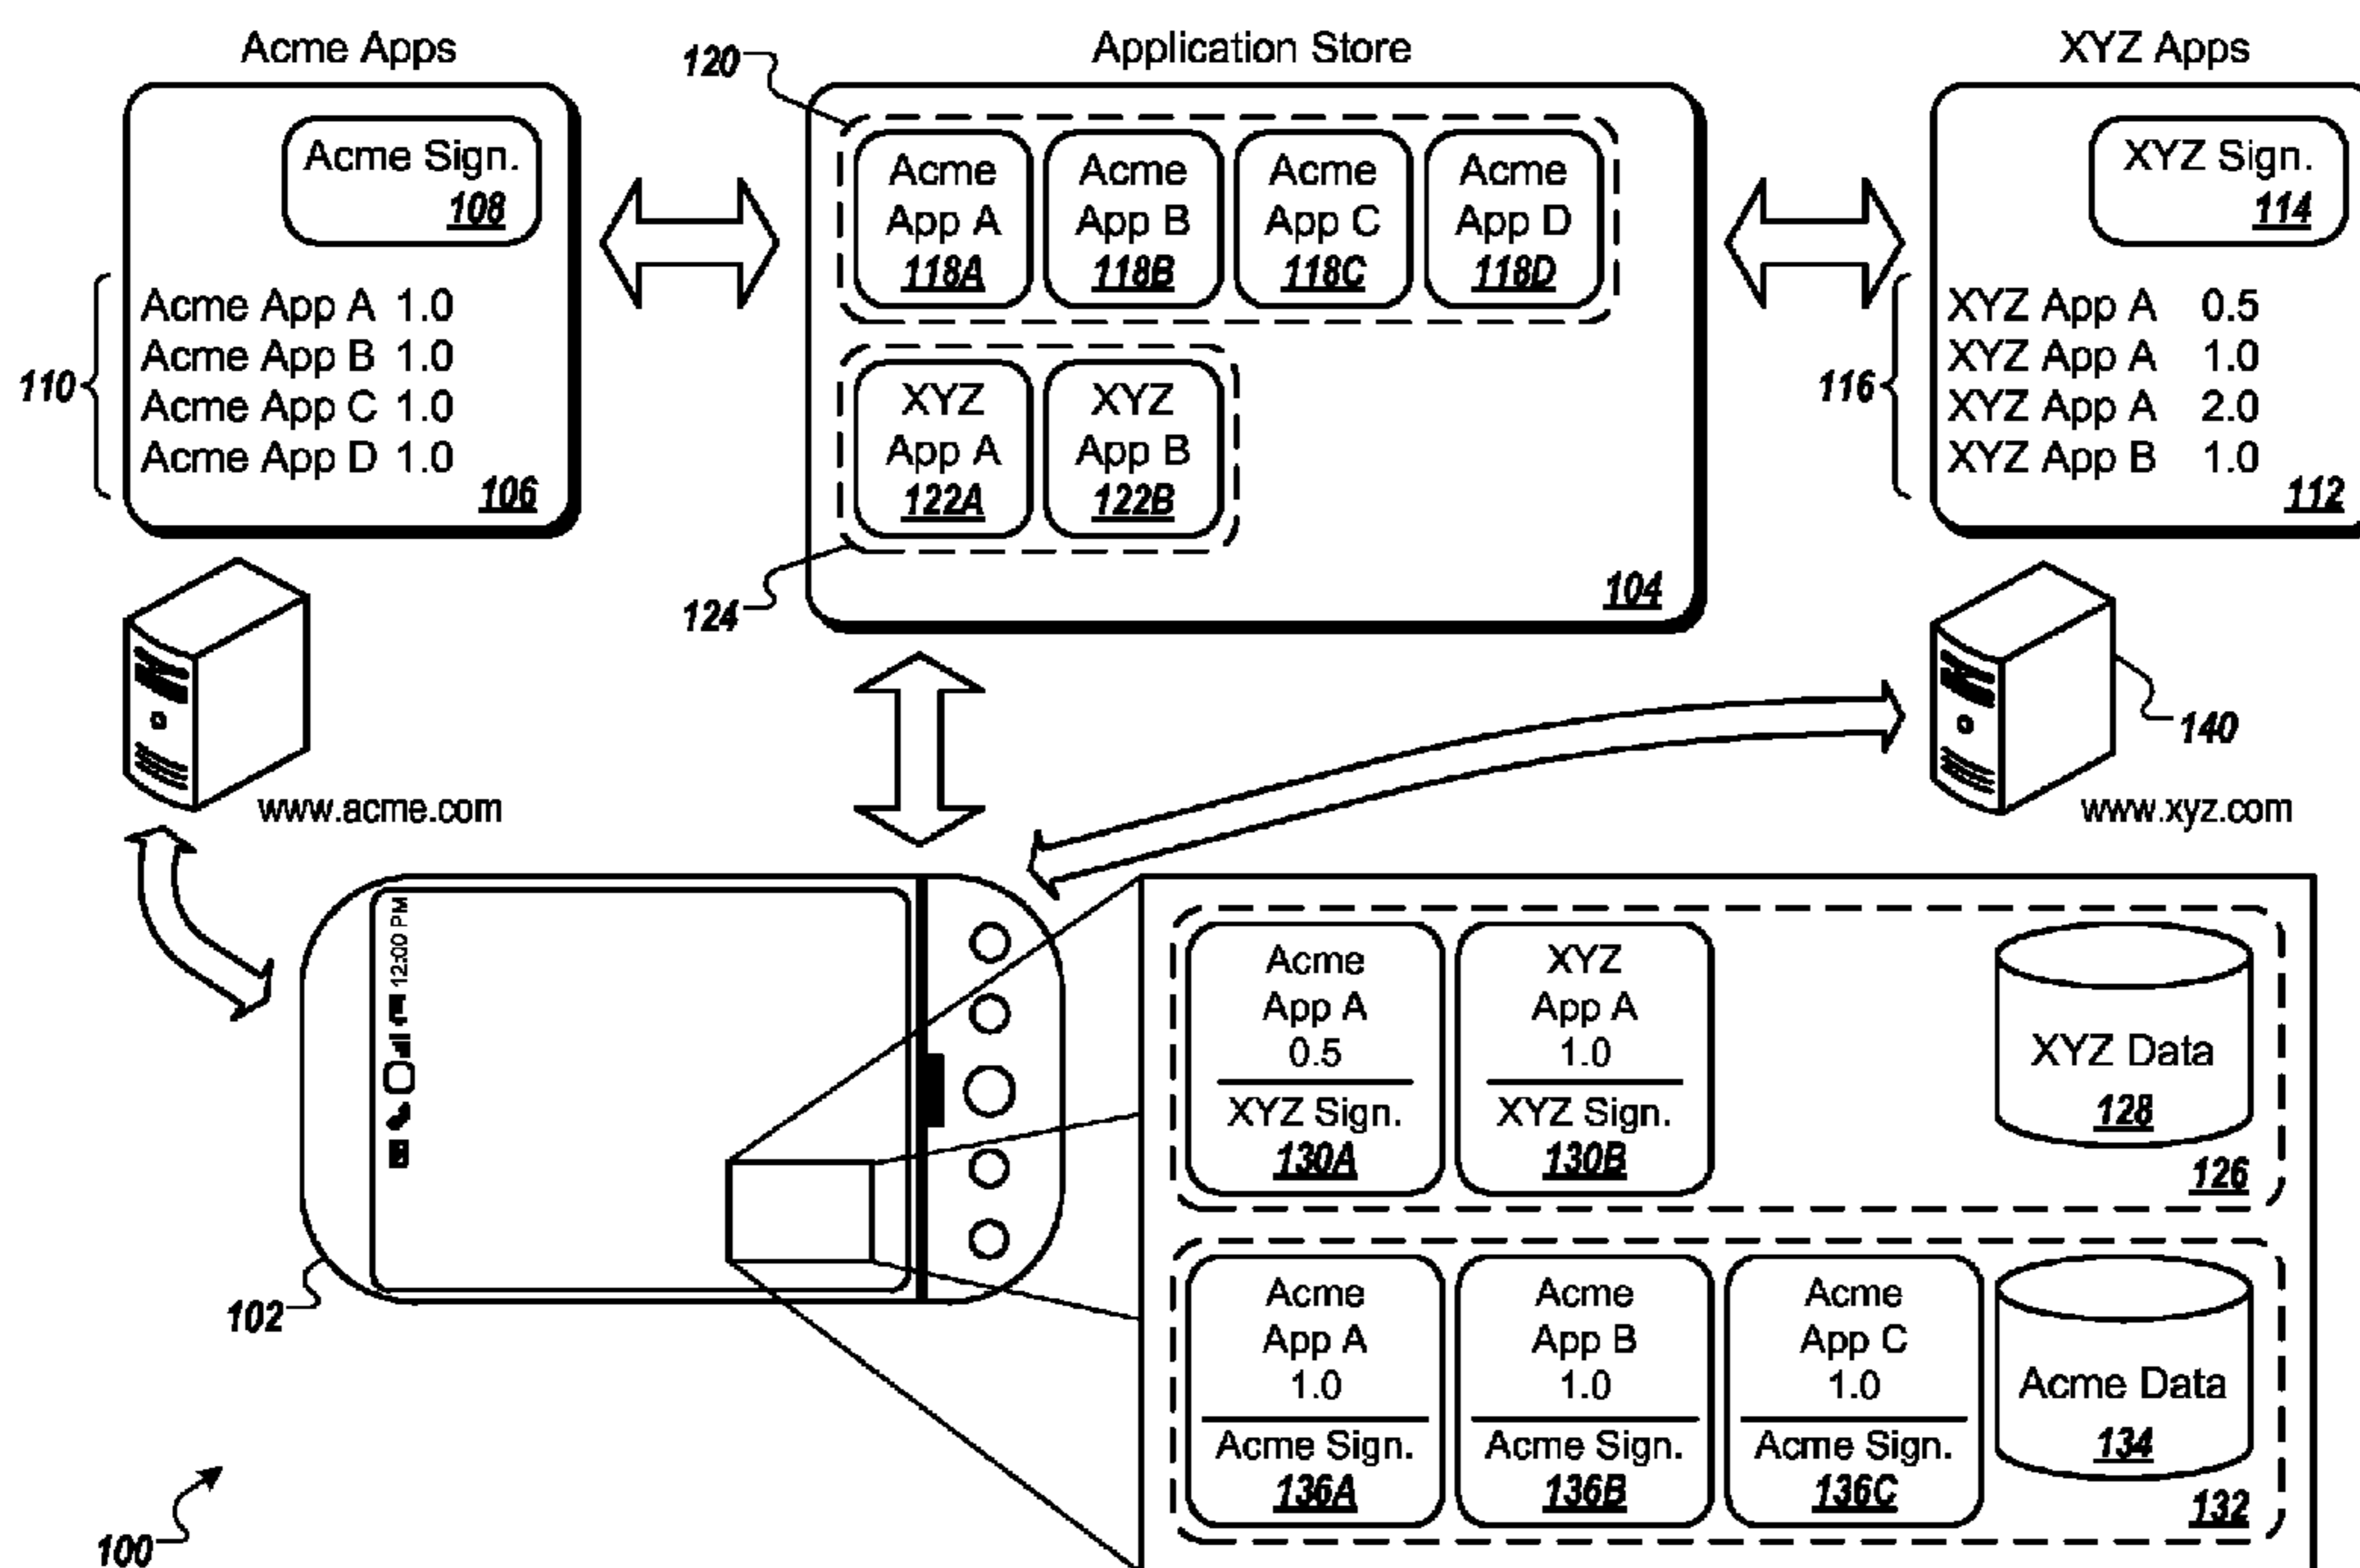 Acme Apps
Acme Sign.
108
110
Acme App A 1.0
Acme App B 1.0
Acme App C 1.0
Acme App D 1.0
106
Application Store
120
Acme App A 118A
Acme App B 118B
Acme App C 118C
Acme App D 118D
XYZ App A 122A
XYZ App B 122B
124
104
XYZ Apps
XYZ Sign.
114
116
XYZ App A 0.5
XYZ App A 1.0
XYZ App A 2.0
XYZ App B 1.0
112
www.acme.com
140
www.xyz.com
12:00 PM
102
Acme
App A
0.5
XYZ Sign.
130A
XYZ
App A
1.0
XYZ Sign.
130B
XYZ Data
128
126
Acme
App A
1.0
Acme Sign.
136A
Acme
App B
1.0
Acme Sign.
136B
Acme
App C
1.0
Acme Sign.
136C
Acme Data
134
132
100